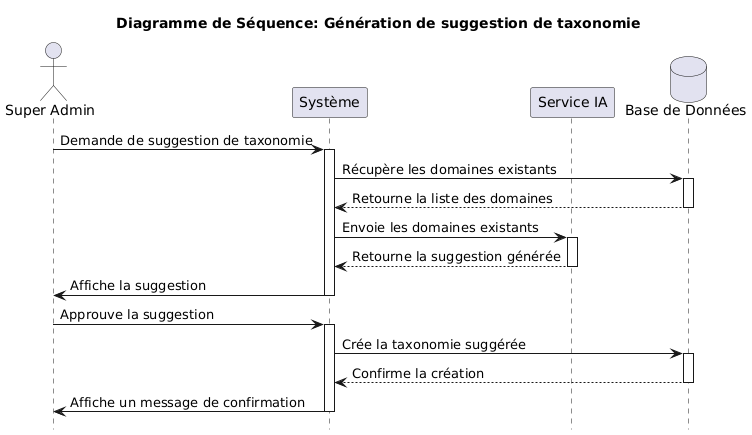 Diagramme de Séquence: Génération de suggestion de taxonomie
Super Admin
Système
Service IA
Base de Données
Demande de suggestion de taxonomie
Récupère les domaines existants
Retourne la liste des domaines
Envoie les domaines existants
Retourne la suggestion générée
Affiche la suggestion
Approuve la suggestion
Crée la taxonomie suggérée
Confirme la création
Affiche un message de confirmation